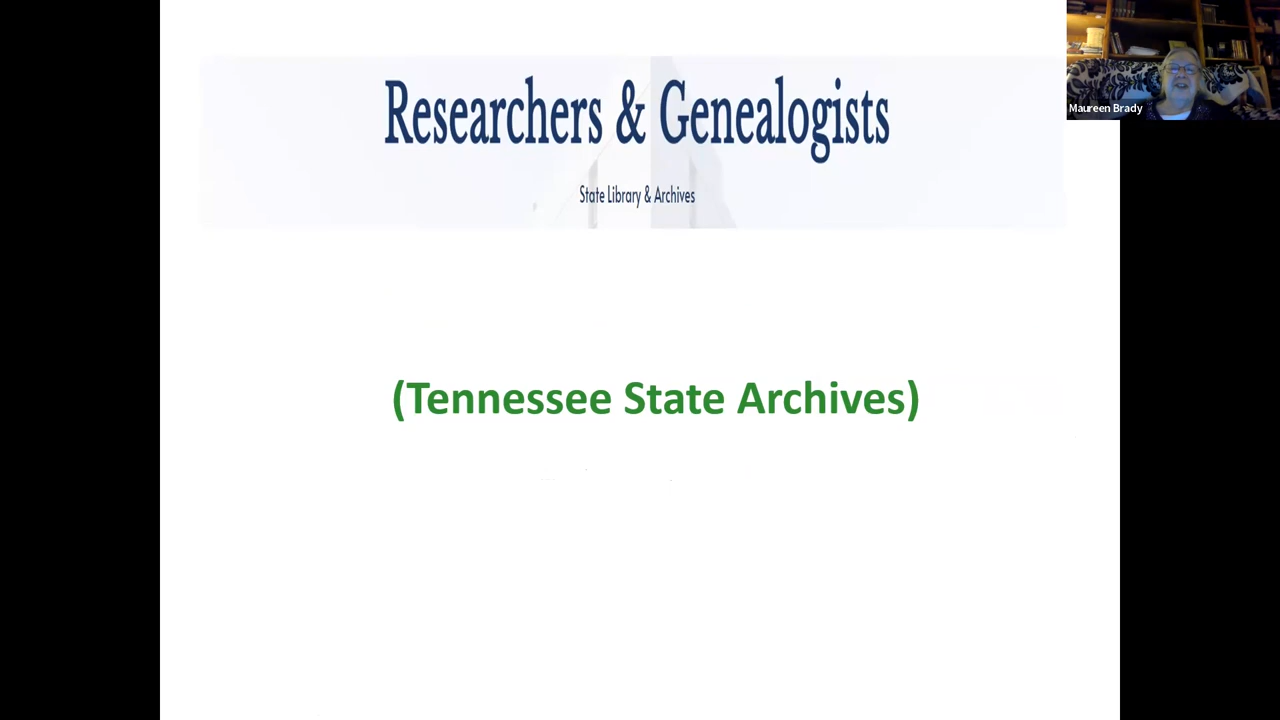 Researchers & Genealogists
State Library & Archives
Maureen Brady
(Tennessee State Archives)